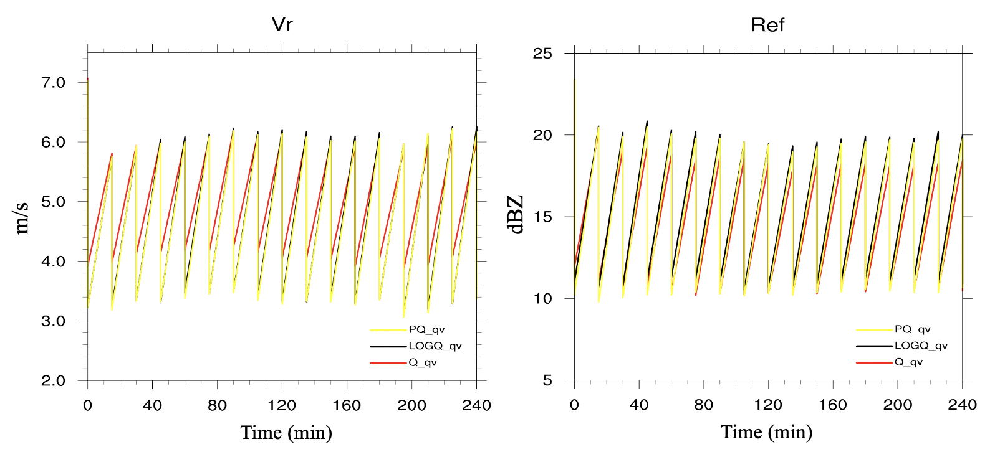 Vr
7.0
6.0
5.0
4.0
3.0
2.0
m/s
0 40 80 120 160 200 240
Time (min)
PQ_qv
LOGQ_qv
Q_qv
Ref
25
20
15
10
5
dBZ
0 40 80 120 160 200 240
Time (min)
PQ_qv
LOGQ_qv
Q_qv